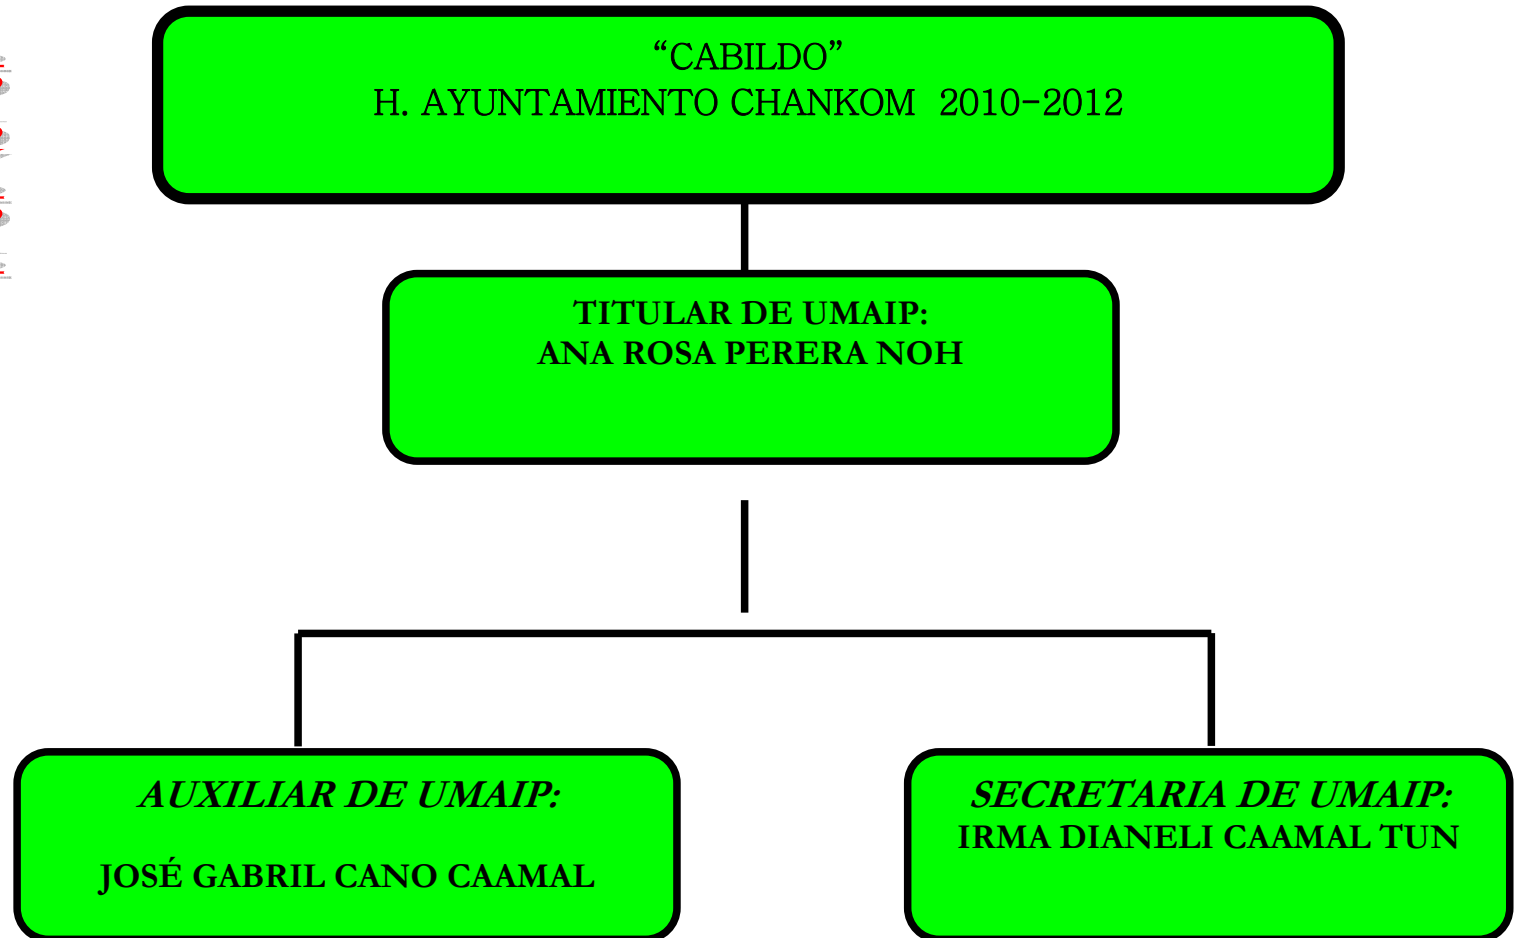 “CABILDO”
H. AYUNTAMIENTO CHANKOM 2010-2012
TITULAR DE UMAIP:
ANA ROSA PERERA NOH
AUXILIAR DE UMAIP:
JOSÉ GABRIL CANO CAAMAL
SECRETARIA DE UMAIP:
IRMA DIANELI CAAMAL TUN